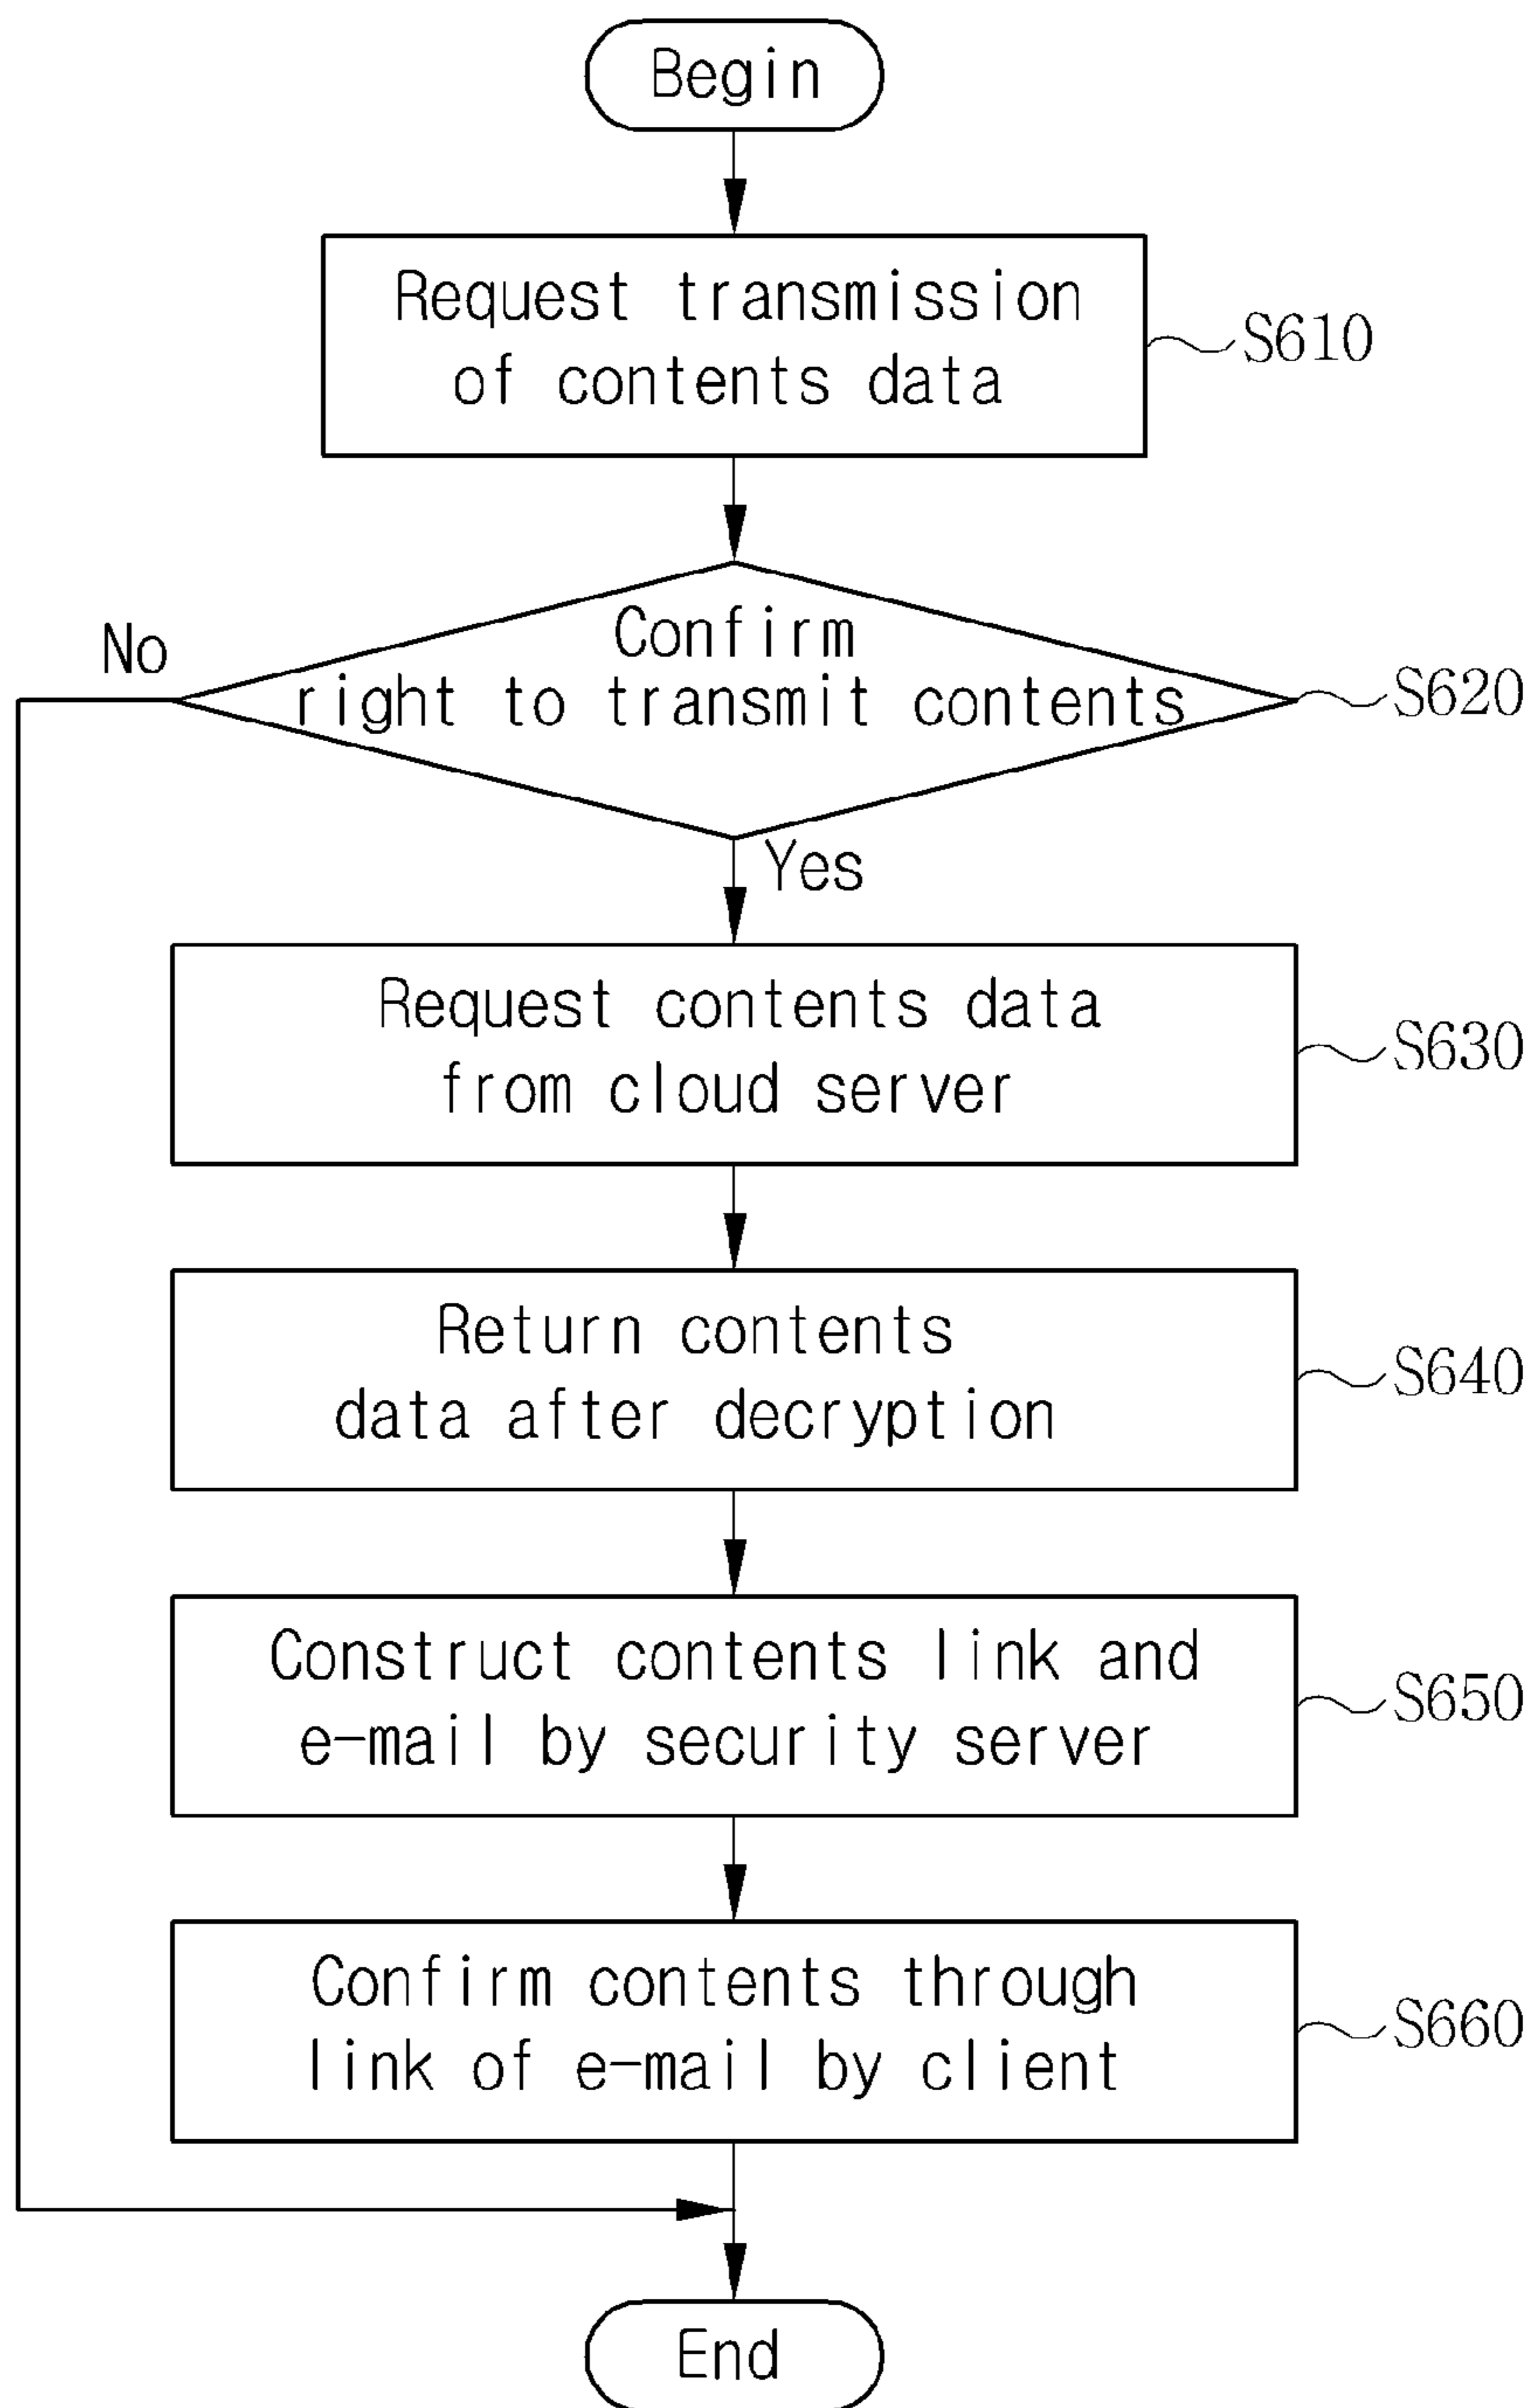 Begin
Request transmission
of contents data
S610
Confirm
right to transmit contents
No
S620
Yes
Request contents data
from cloud server
S630
Return contents
data after decryption
S640
Construct contents link and
e-mail by security server
S650
Confirm contents through
link of e-mail by client
S660
End